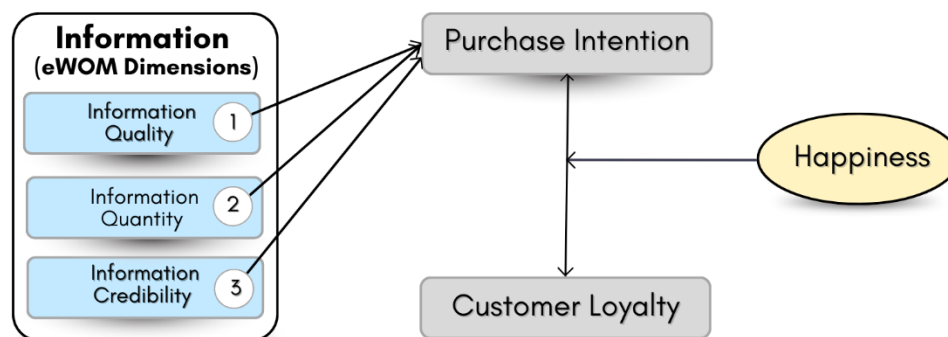 Information
(eWOM Dimensions)
Information
Quality
1
Information
Quantity
2
Information
Credibility
3
Purchase Intention
Happiness
Customer Loyalty